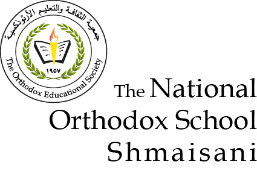 جمعية الثقافة والتعليم الأرثوذكسية
١٩٥٧
The Orthodox Educational Society
The National
Orthodox School
Shmaisani